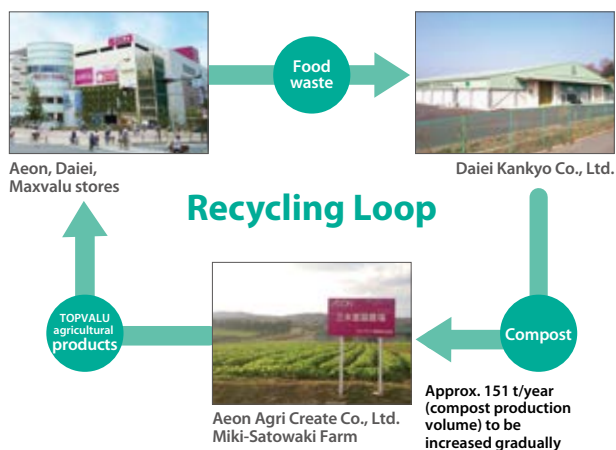 Food
waste
Aeon, Daiei,
Maxvalu stores
Daiei Kankyo Co., Ltd.
Recycling Loop
TOPVALU
agricultural
products
Compost
Aeon Agri Create Co., Ltd.
Miki-Satowaki Farm
Approx. 151 t/year
(compost production
volume) to be
increased gradually